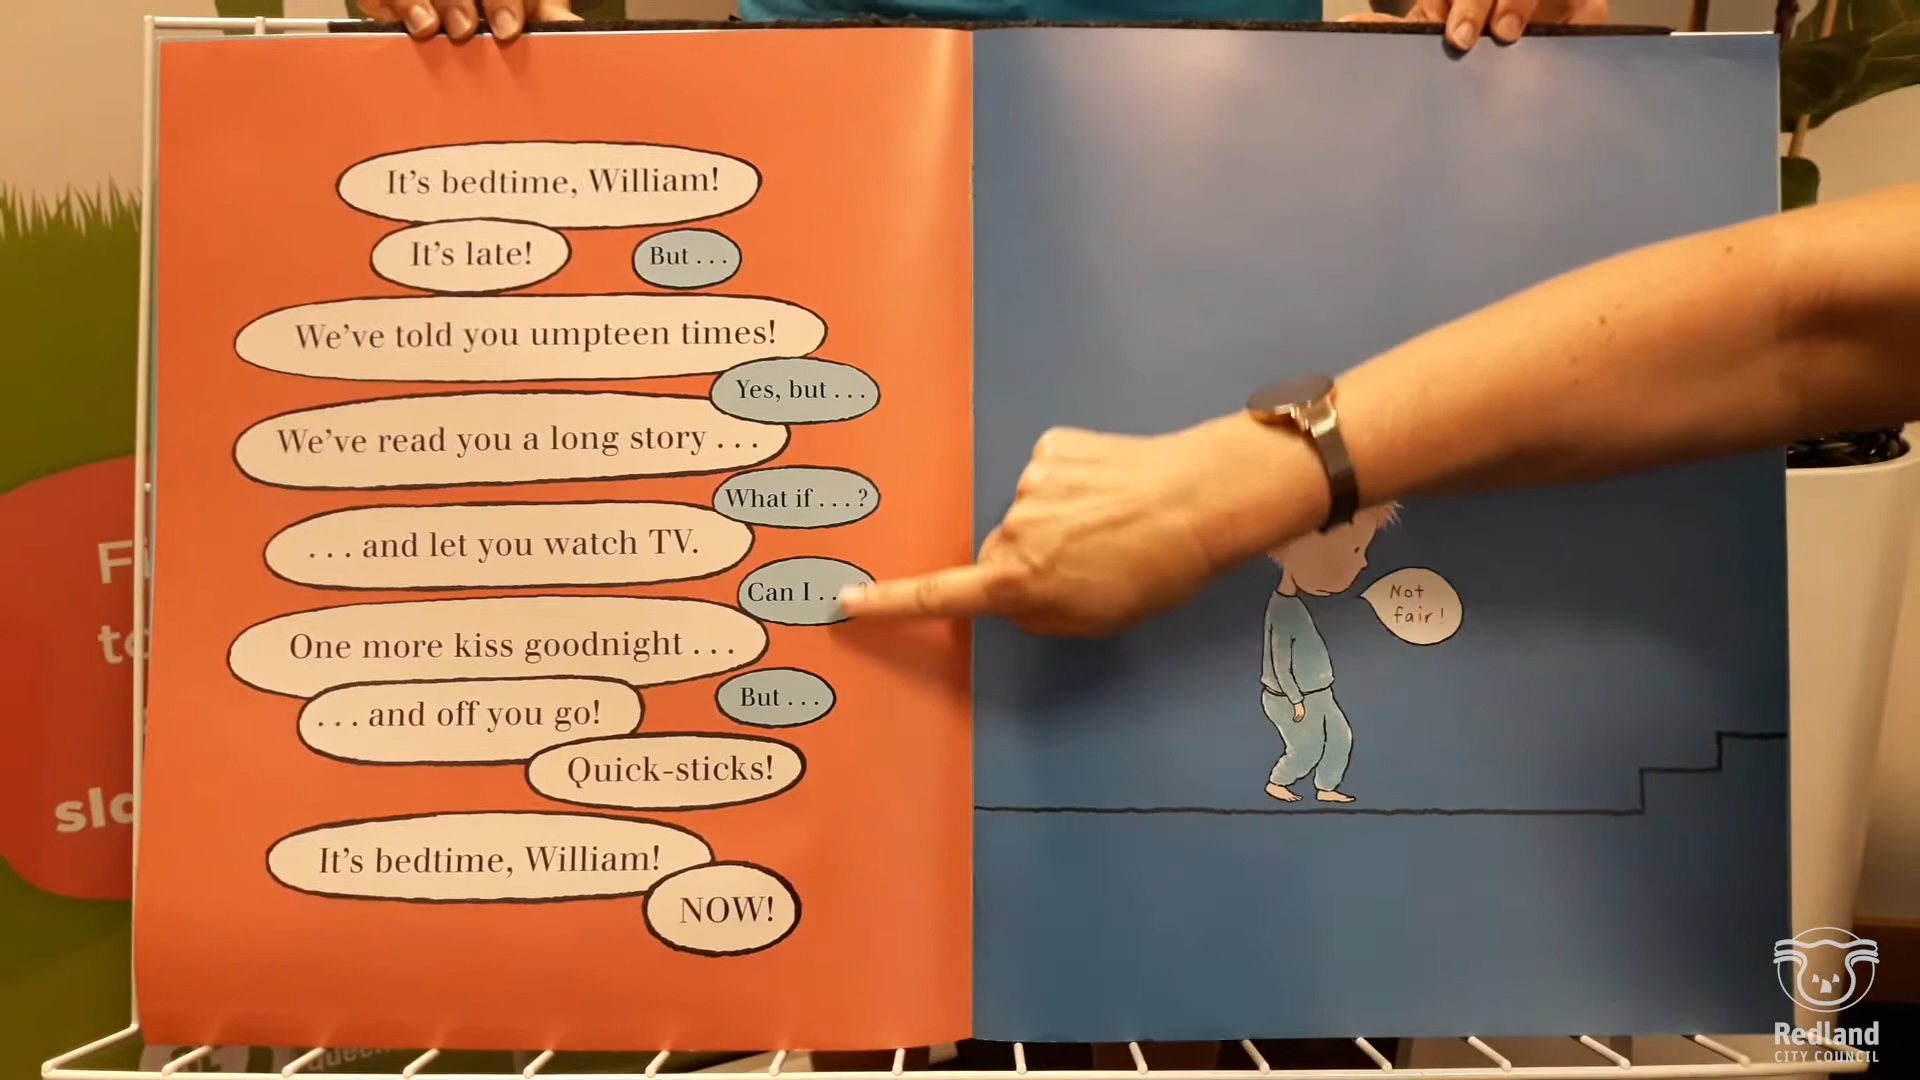 It's bedtime, William!
It's late!
But . . .
We've told you umpteen times!
Yes, but . . .
We've read you a long story . . .
What if . . . ?
. . . and let you watch TV.
Can I . . . ?
One more kiss goodnight . . .
But . . .
. . . and off you go!
Quick-sticks!
It's bedtime, William!
NOW!
Not
fair!
Redland
CITY COUNCIL